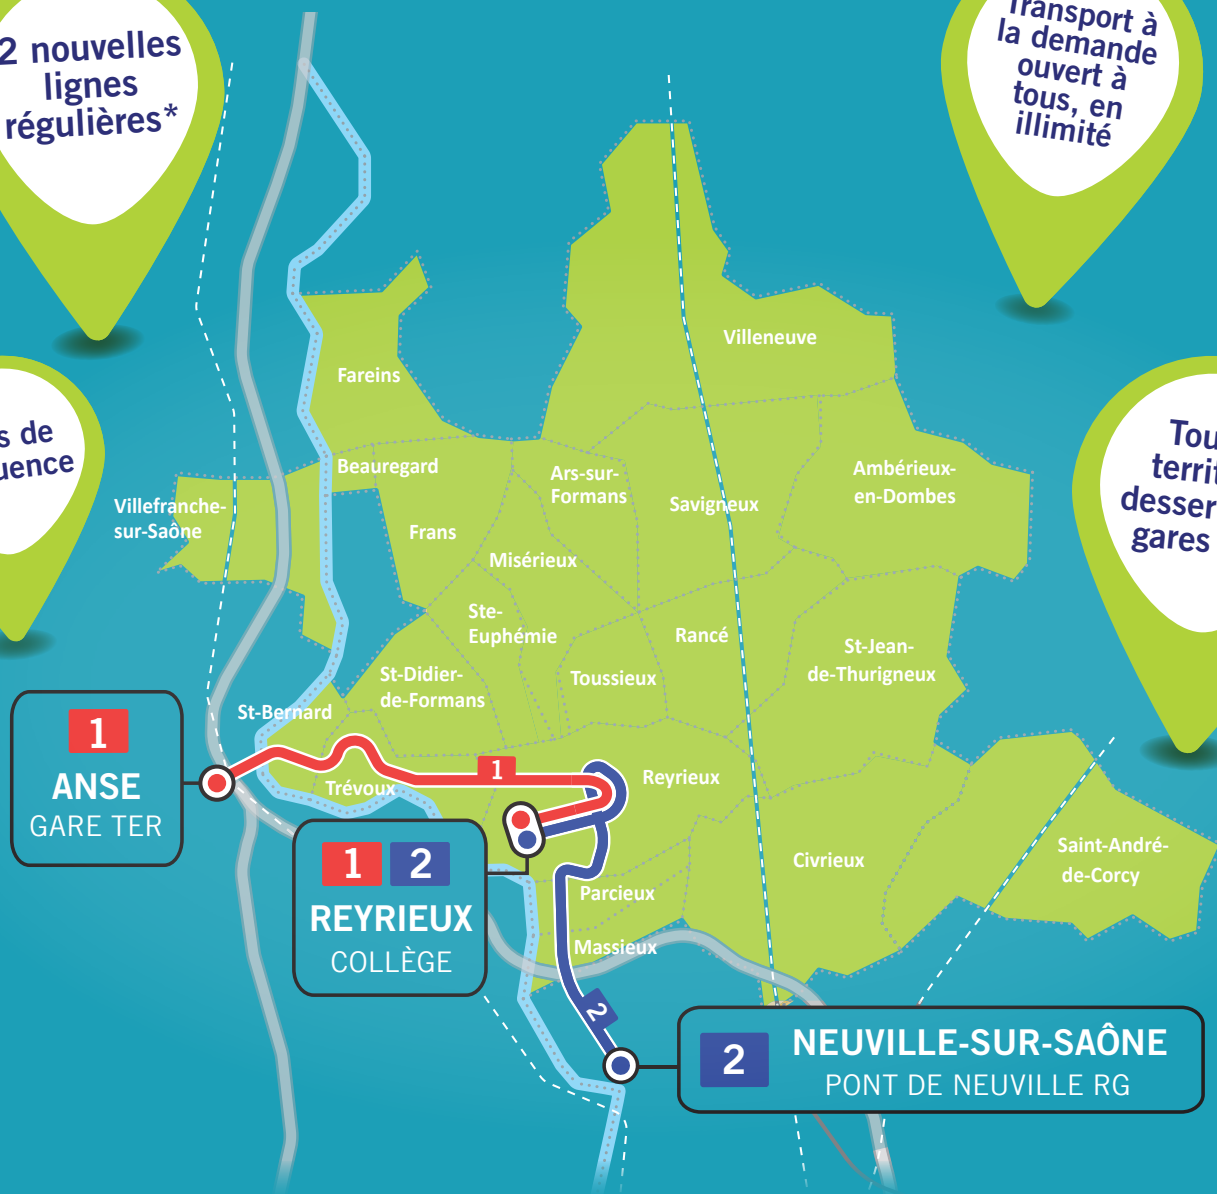 2 nouvelles
lignes
régulières*
Transport à
la demande
ouvert à
tous, en
illimité
Villeneuve
Fareins
s de
uence
Tou
territ
desser
gares
Beauregard
Ars-sur-
Formans
Ambérieux-
en-Dombes
Villefranche-
sur-Saône
Savigneux
Frans
Misérieux
Ste-
Euphémie
Rancé
St-Jean-
de-Thurigneux
St-Didier-
de-Formans
Toussieux
St-Bernard
1
ANSE
GARE TER
1
Reyrieux
Trévoux
1 2
REYRIEUX
COLLÈGE
Civrieux
Saint-André-
de-Corcy
Parcieux
Massieux
2
2
NEUVILLE-SUR-SAÔNE
PONT DE NEUVILLE RG